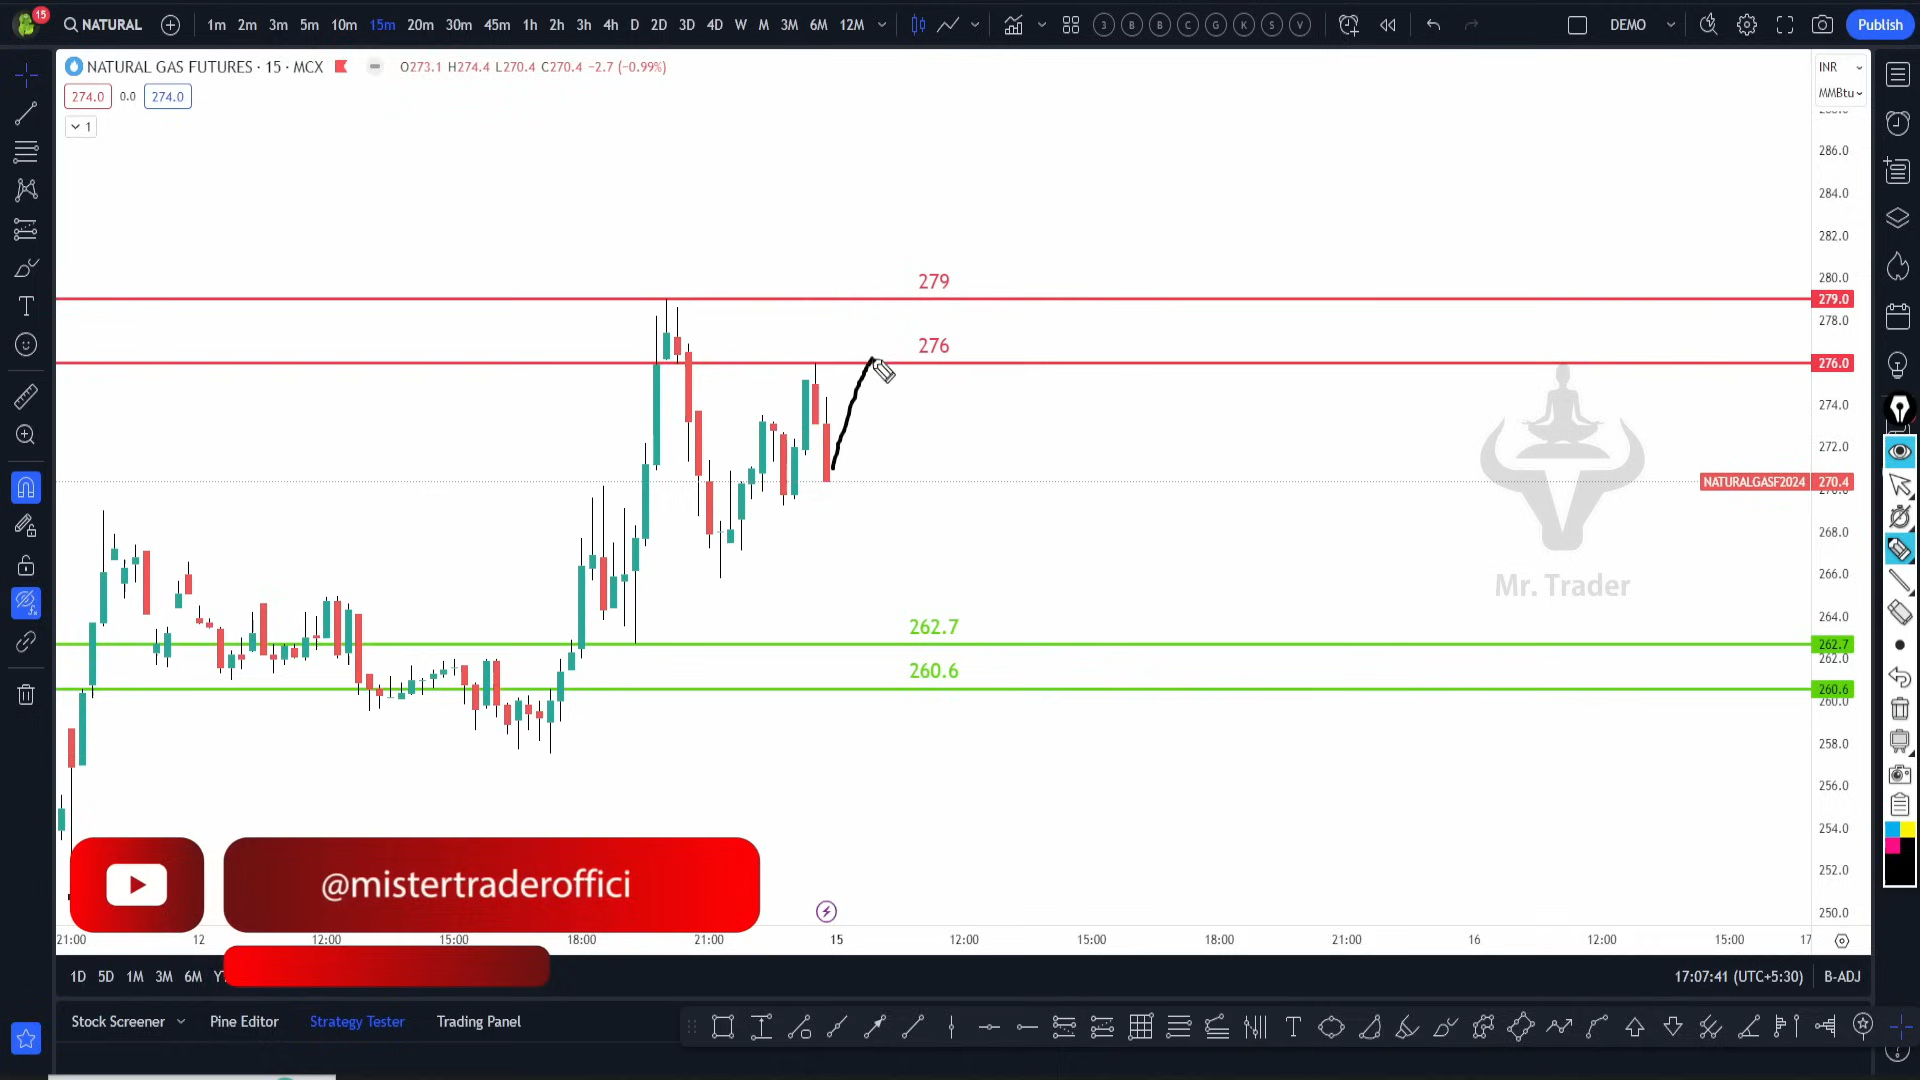 15
NATURAL
1m 2m 3m 5m 10m 15m 20m 30m 45m 1h 2h 3h 4h D 2D 3D 4D W M 3M 6M 12M
3 B B C G K S V
DEMO
Publish
NATURAL GAS FUTURES · 15 · MCX
O273.1 H274.4 L270.4 C270.4 −2.7 (−0.99%)
INR
MMBtu
274.0 0.0 274.0
1
286.0
284.0
282.0
279
280.0
279.0
278.0
276
276.0
274.0
272.0
NATURALGASF2024 270.4
268.0
266.0
Mr. Trader
264.0
262.7
262.7
262.0
260.6
260.6
260.0
258.0
256.0
254.0
252.0
@mistertraderoffici
250.0
21:00 12 12:00 15:00 18:00 21:00 15 12:00 15:00 18:00 21:00 16 12:00 15:00 17
1D 5D 1M 3M 6M
17:07:41 (UTC+5:30) B-ADJ
Stock Screener Pine Editor Strategy Tester Trading Panel